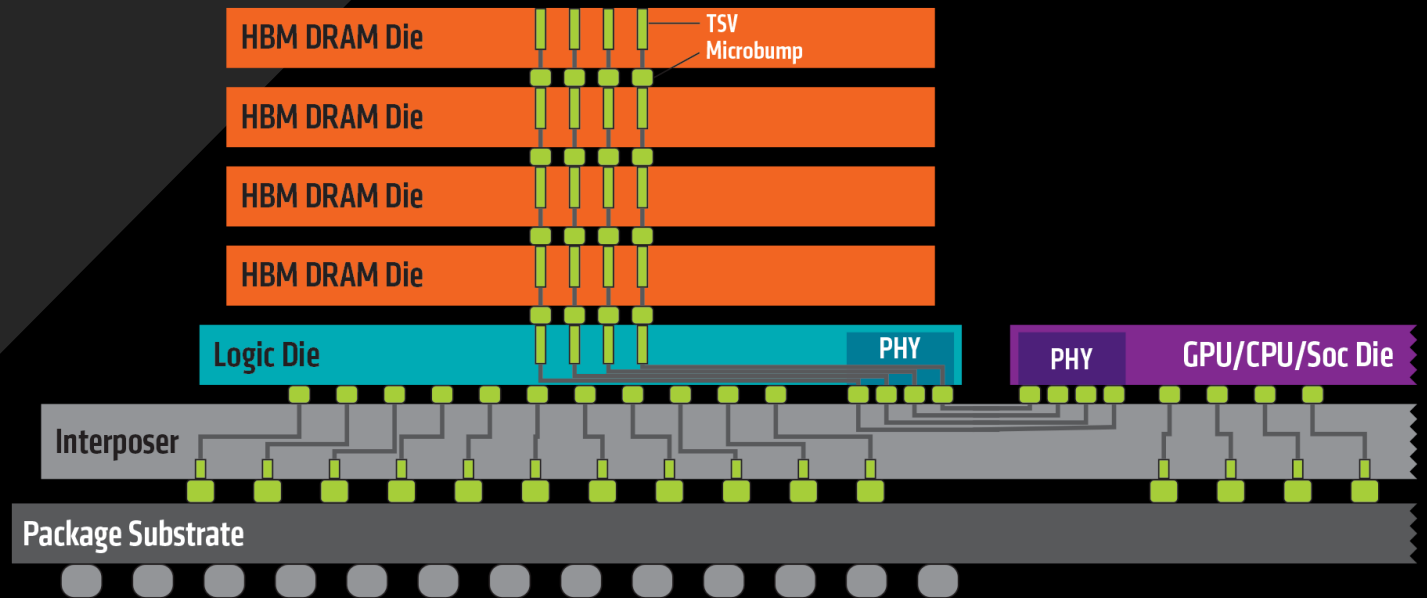 HBM DRAM Die
TSV
Microbump
HBM DRAM Die
HBM DRAM Die
HBM DRAM Die
Logic Die
PHY
PHY
GPU/CPU/Soc Die
Interposer
Package Substrate